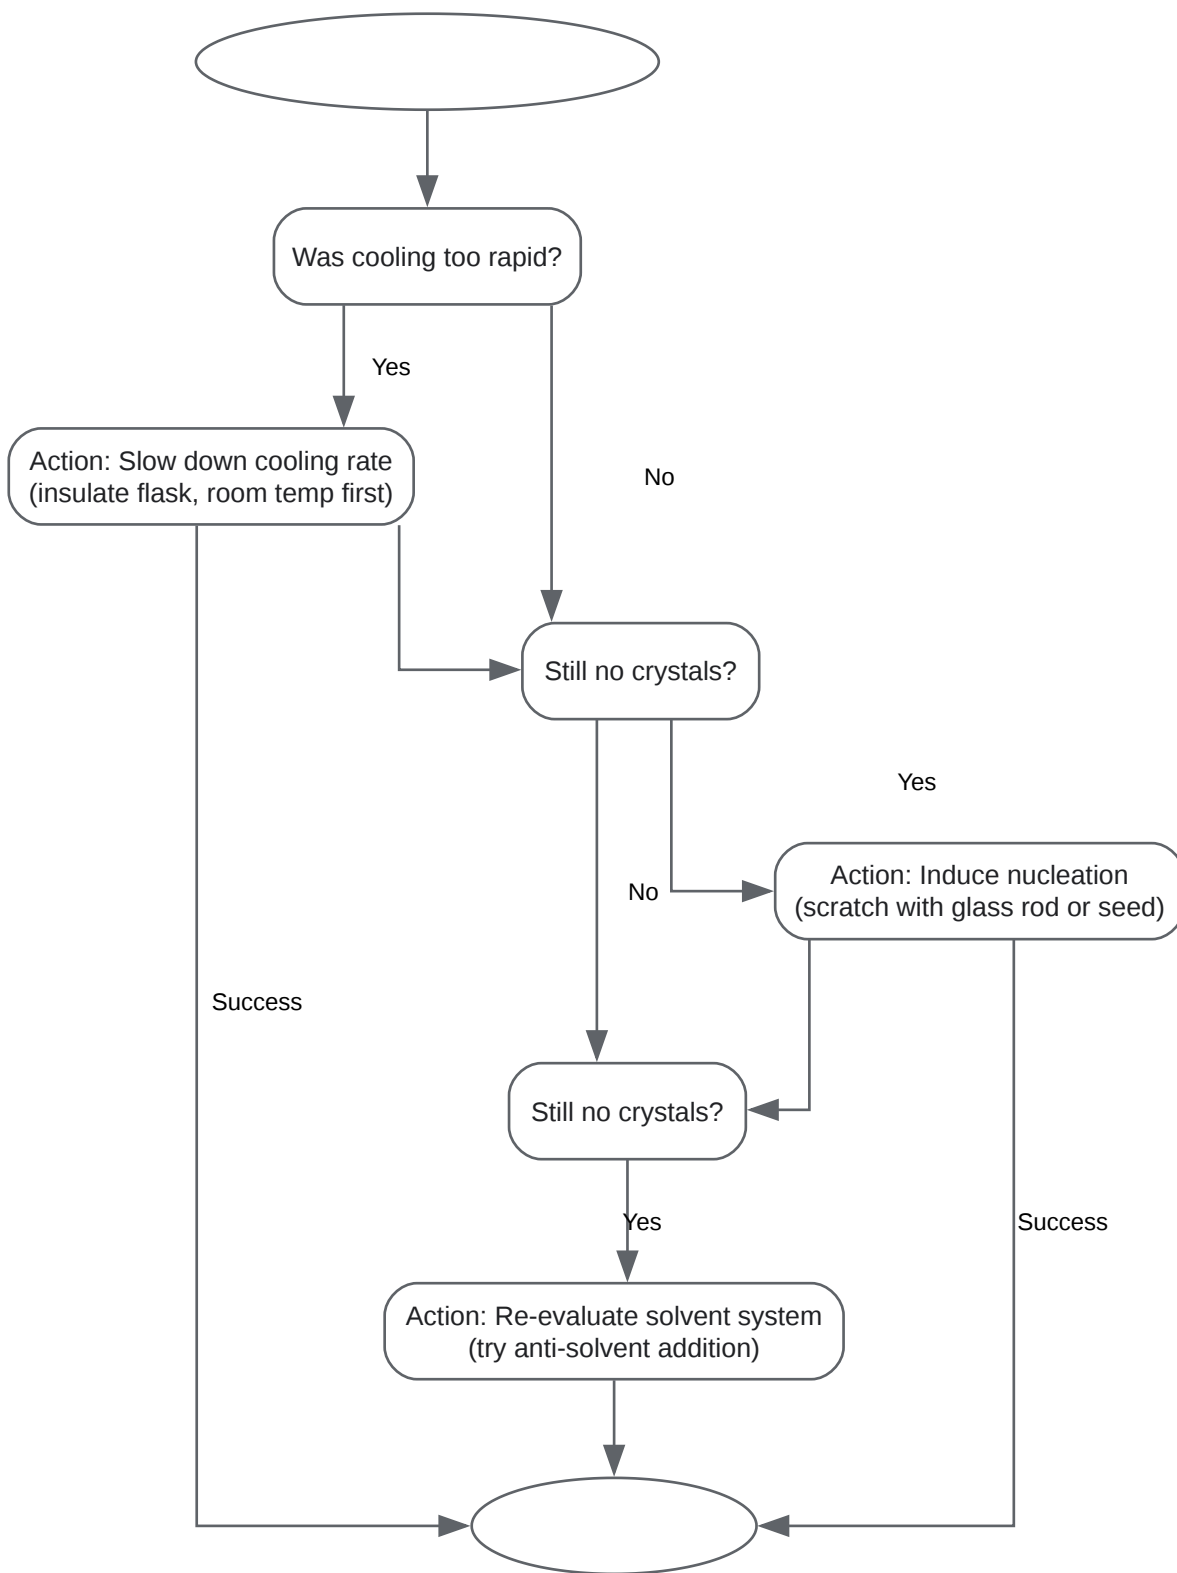 Was cooling too rapid?
Yes
Action: Slow down cooling rate
(insulate flask, room temp first)
No
Still no crystals?
Yes
Action: Induce nucleation
(scratch with glass rod or seed)
No
Success
Still no crystals?
Yes
Success
Action: Re-evaluate solvent system
(try anti-solvent addition)